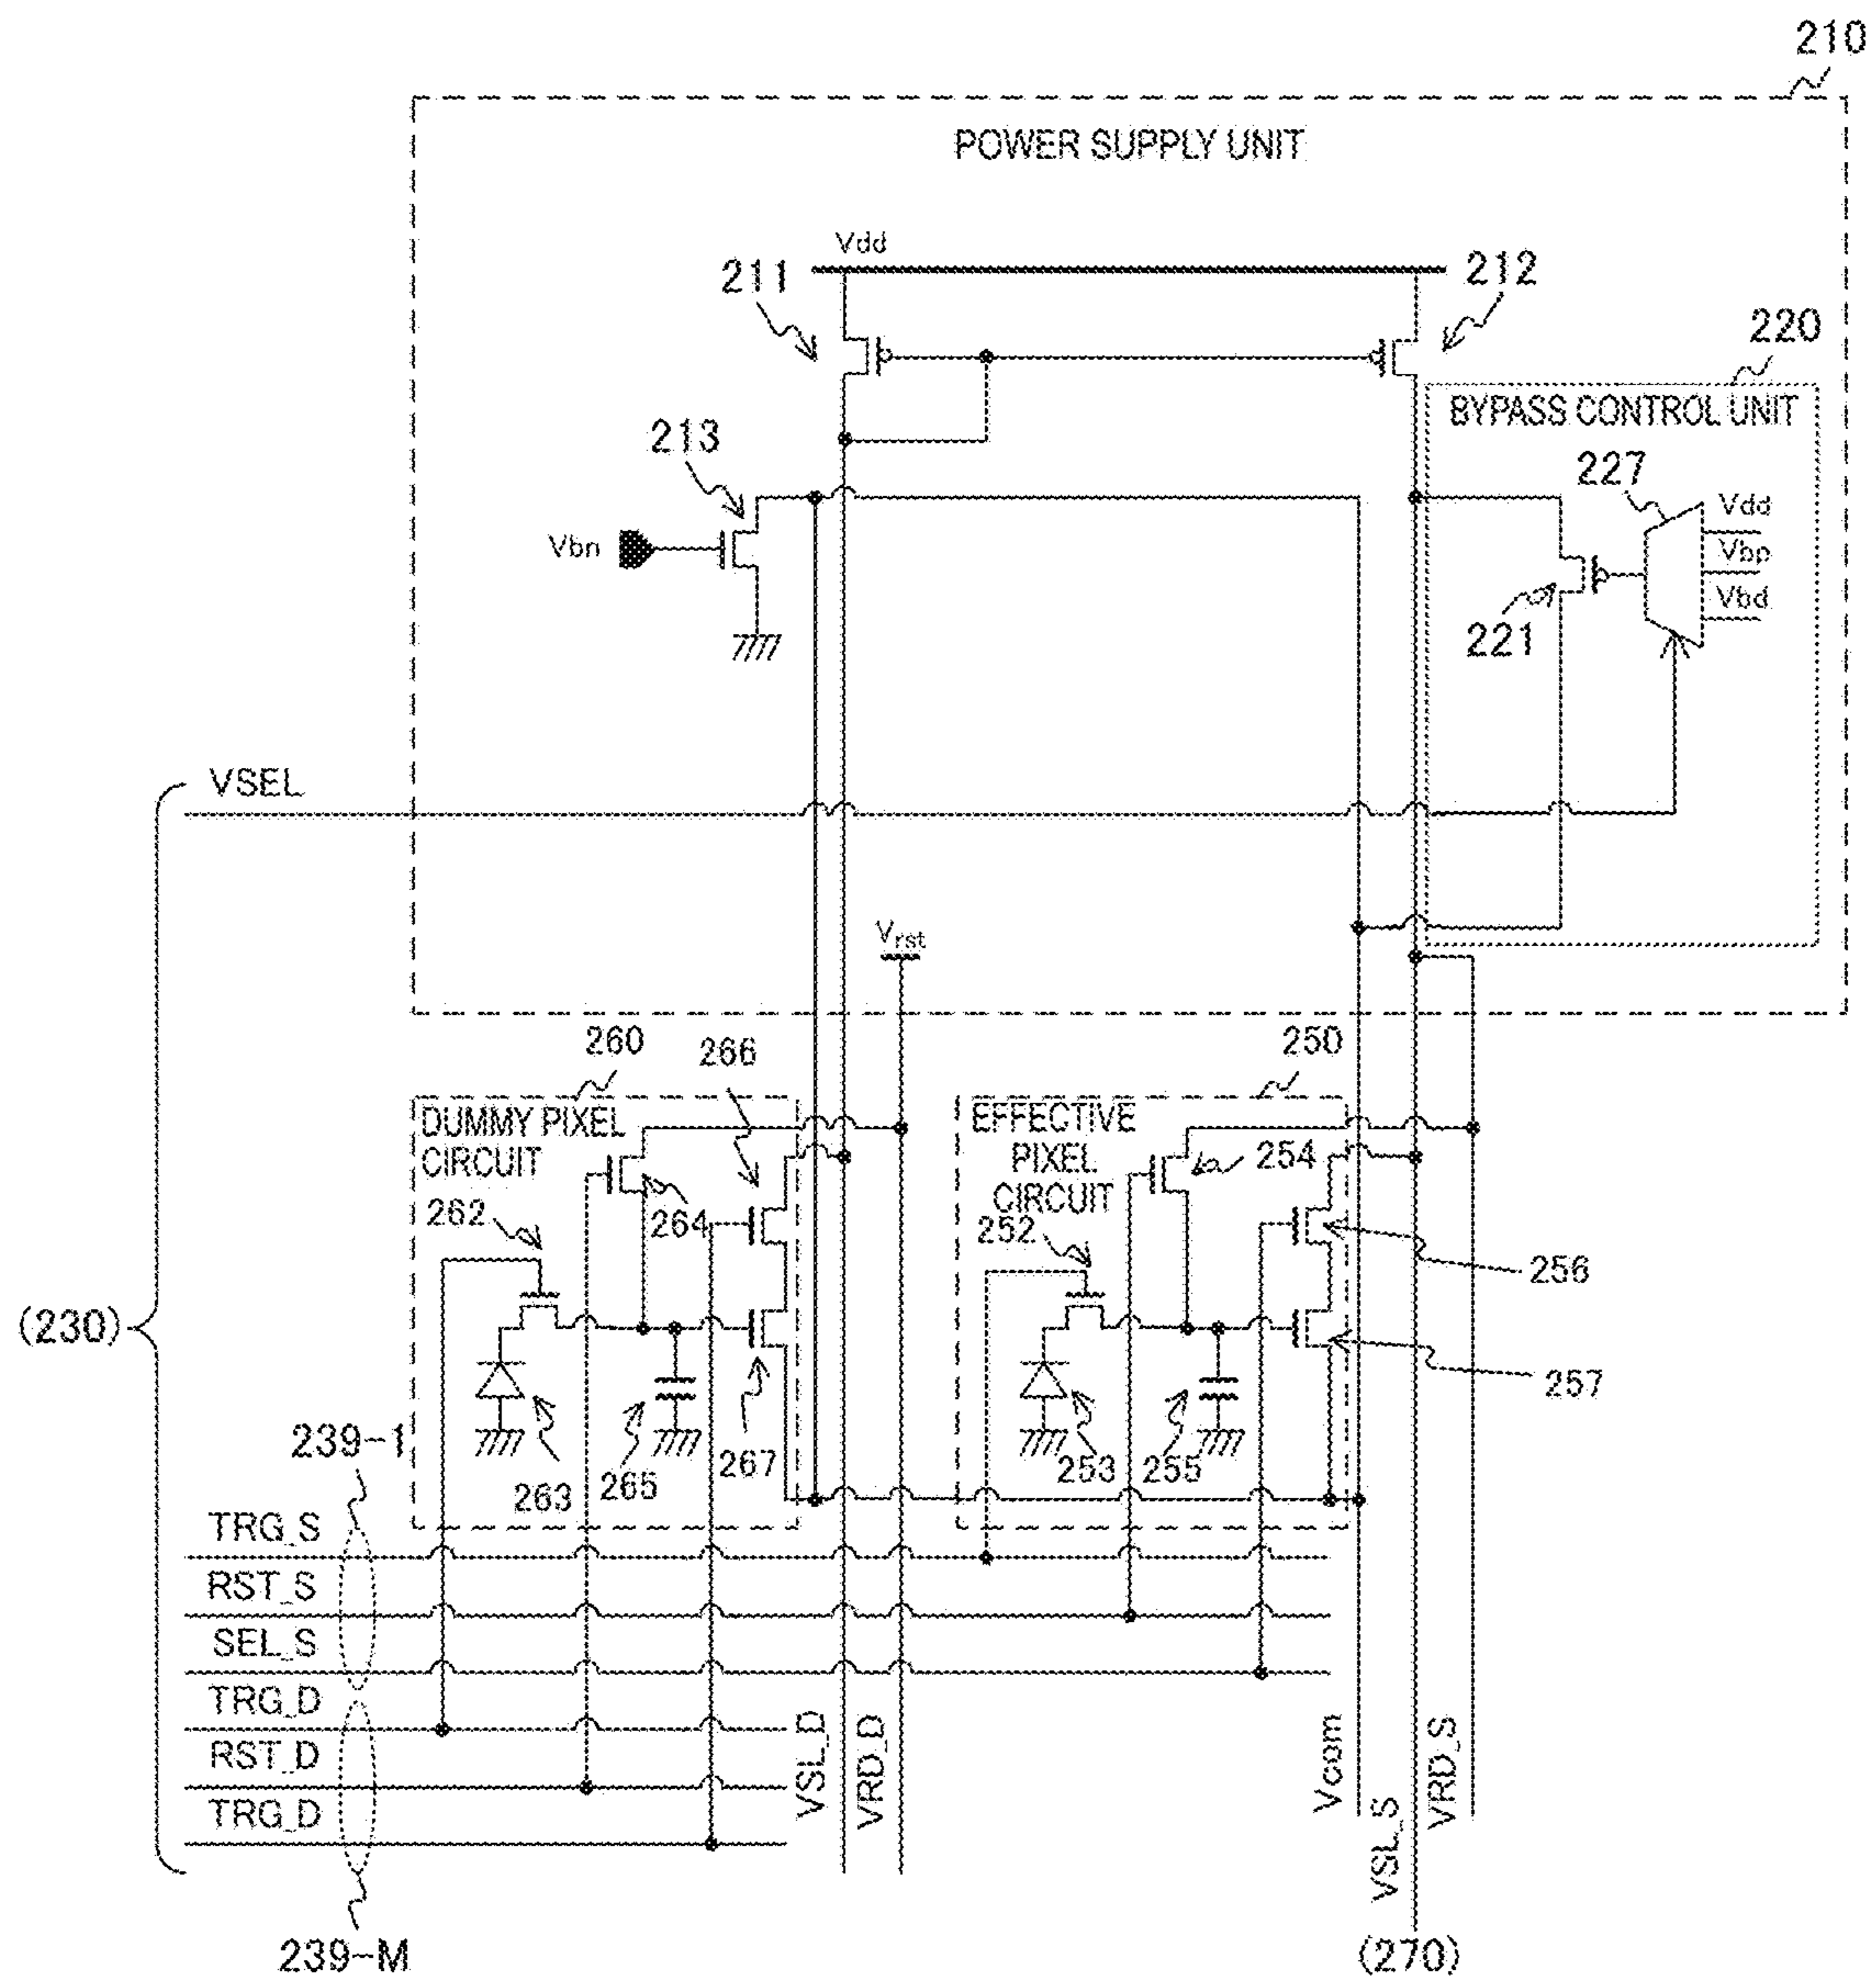 210
POWER SUPPLY UNIT
Vdd
211
212
220
BYPASS CONTROL UNIT
213
227
Vdd
Vbn
Vbp
Vbd
221
VSEL
Vrst
260
266
250
DUMMY PIXEL
CIRCUIT
EFFECTIVE
PIXEL
CIRCUIT
254
262
264
252
256
(230)
257
239-1
263
265
267
253
255
TRG_S
RST_S
SEL_S
TRG_D
RST_D
TRG_D
VSL_D
VRD_D
Vcom
VSL_S
VRD_S
239-M
(270)